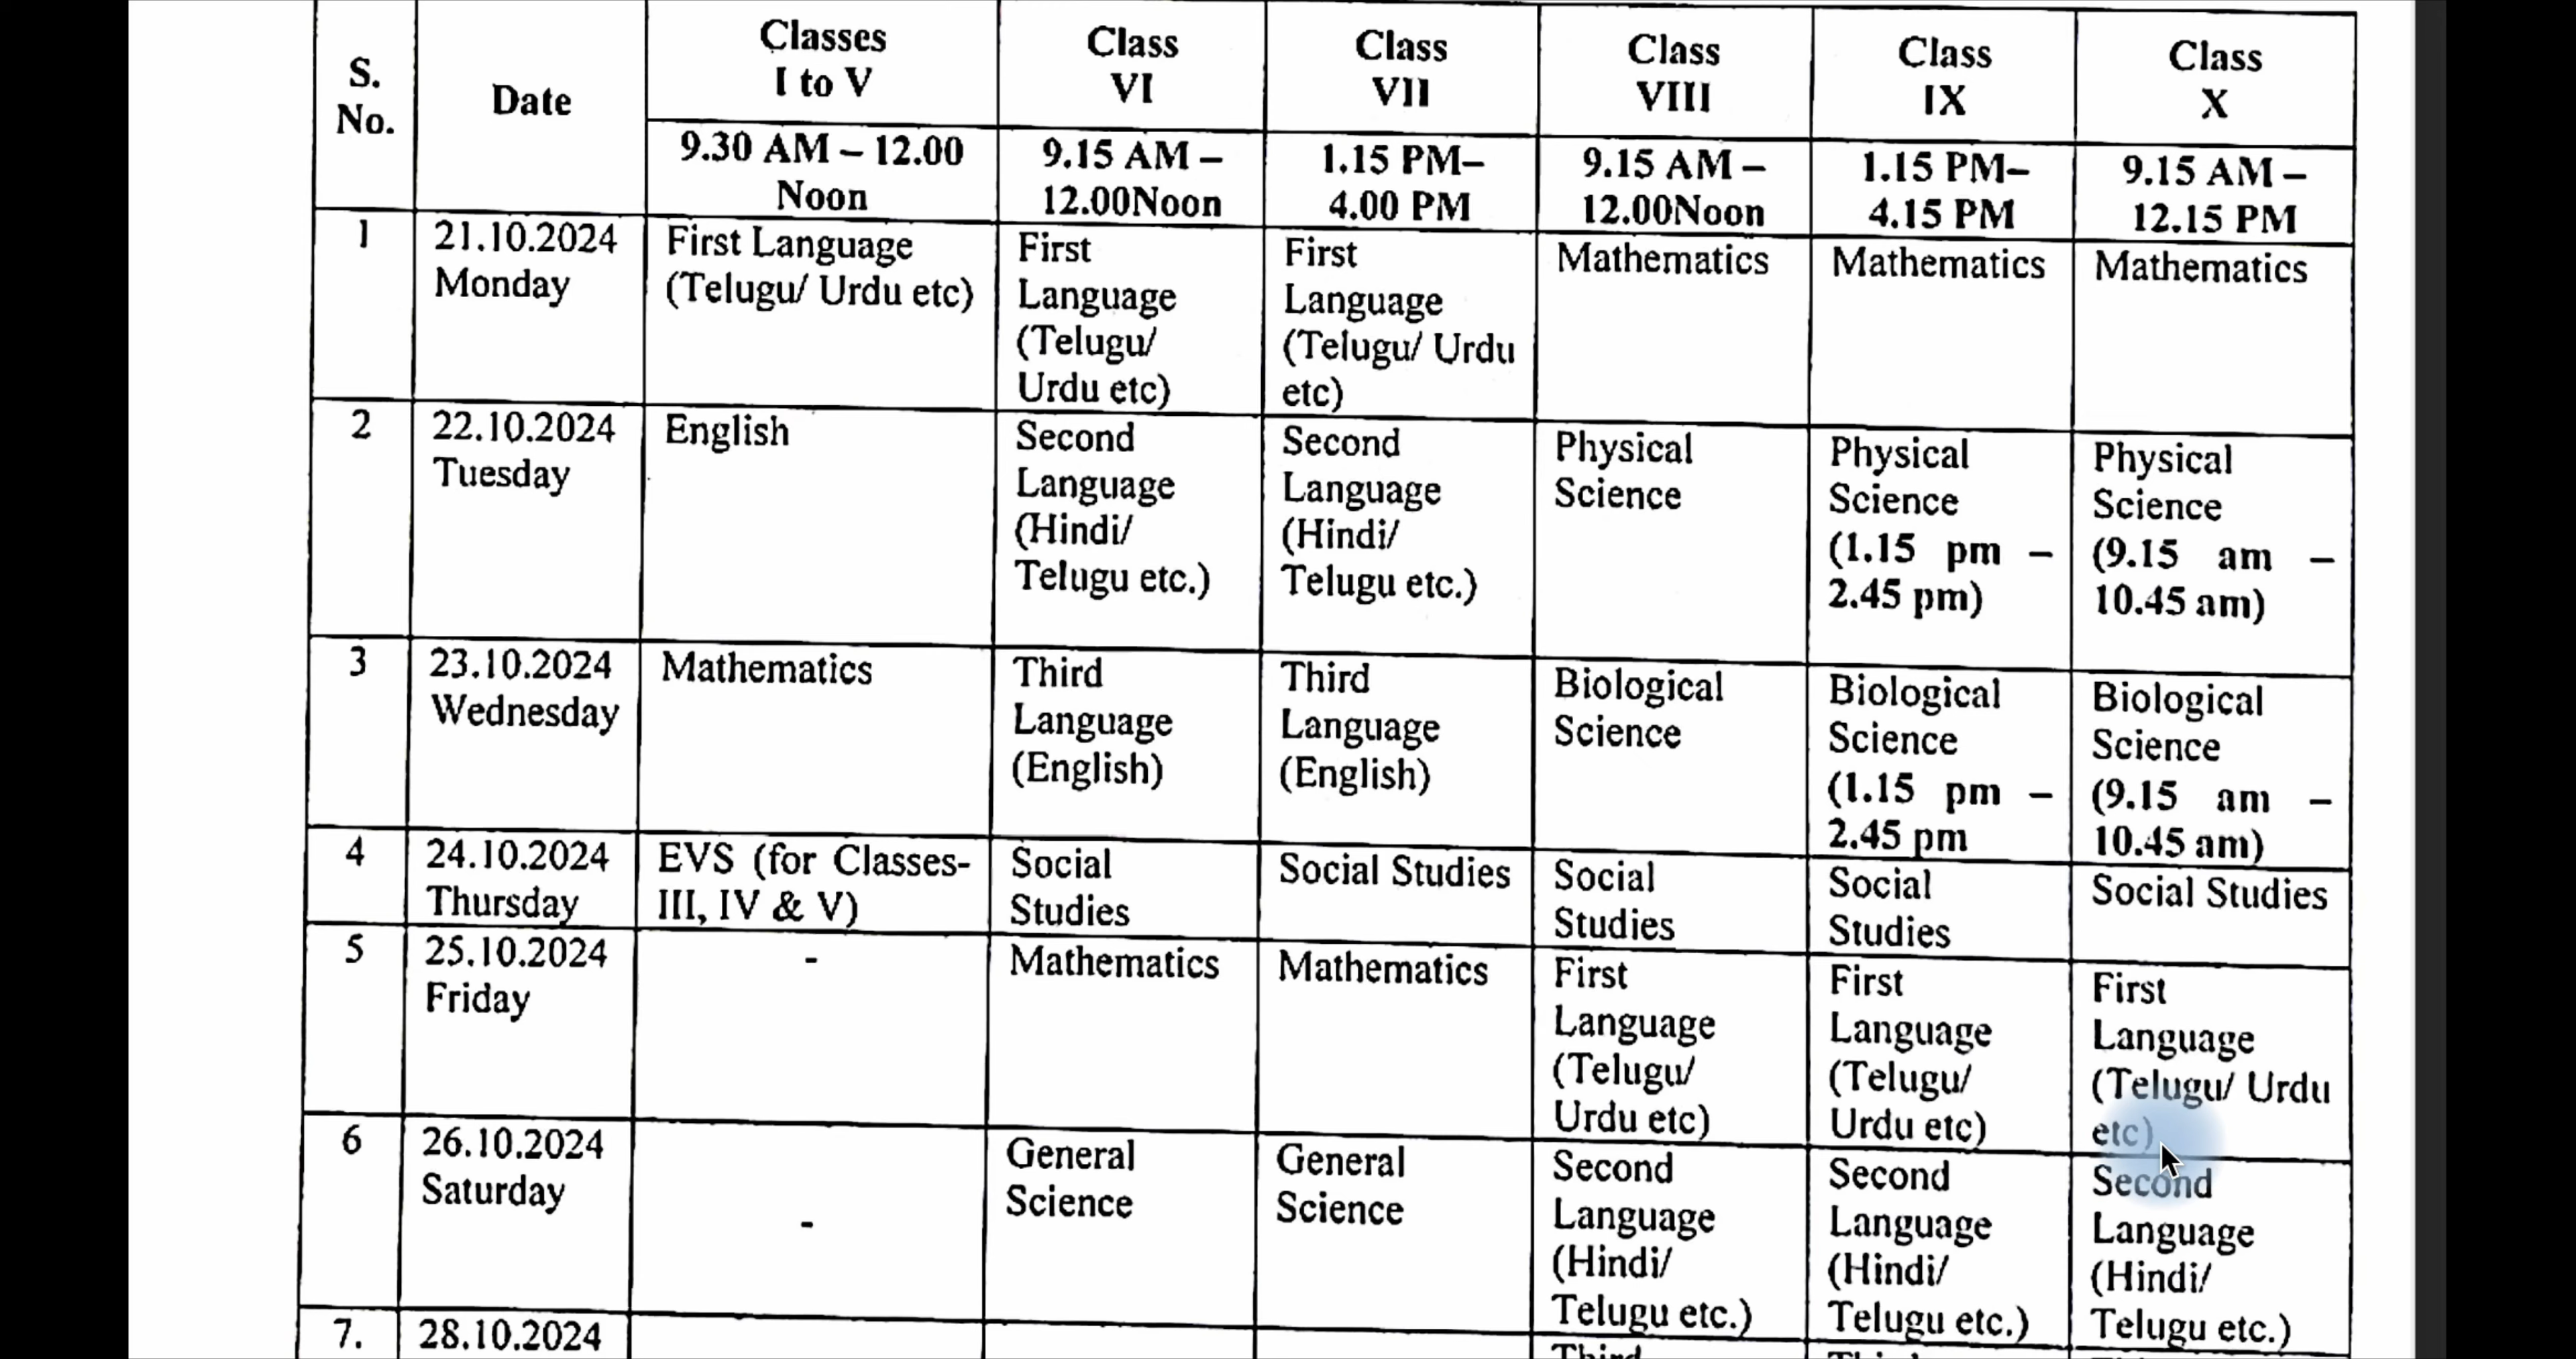 S.
No.
Date
Classes
I to V
Class
VI
Class
VII
Class
VIII
Class
IX
Class
X
9.30 AM – 12.00
Noon
9.15 AM –
12.00Noon
1.15 PM–
4.00 PM
9.15 AM –
12.00Noon
1.15 PM–
4.15 PM
9.15 AM –
12.15 PM
1
21.10.2024
Monday
First Language
(Telugu/ Urdu etc)
First
Language
(Telugu/
Urdu etc)
First
Language
(Telugu/ Urdu
etc)
Mathematics
Mathematics
Mathematics
2
22.10.2024
Tuesday
English
Second
Language
(Hindi/
Telugu etc.)
Second
Language
(Hindi/
Telugu etc.)
Physical
Science
Physical
Science
(1.15 pm –
2.45 pm)
Physical
Science
(9.15 am –
10.45 am)
3
23.10.2024
Wednesday
Mathematics
Third
Language
(English)
Third
Language
(English)
Biological
Science
Biological
Science
(1.15 pm –
2.45 pm
Biological
Science
(9.15 am –
10.45 am)
4
24.10.2024
Thursday
EVS (for Classes-
III, IV & V)
Social
Studies
Social Studies
Social
Studies
Social
Studies
Social Studies
5
25.10.2024
Friday
-
Mathematics
Mathematics
First
Language
(Telugu/
Urdu etc)
First
Language
(Telugu/
Urdu etc)
First
Language
(Telugu/ Urdu
etc)
6
26.10.2024
Saturday
-
General
Science
General
Science
Second
Language
(Hindi/
Telugu etc.)
Second
Language
(Hindi/
Telugu etc.)
Second
Language
(Hindi/
Telugu etc.)
7.
28.10.2024
Third